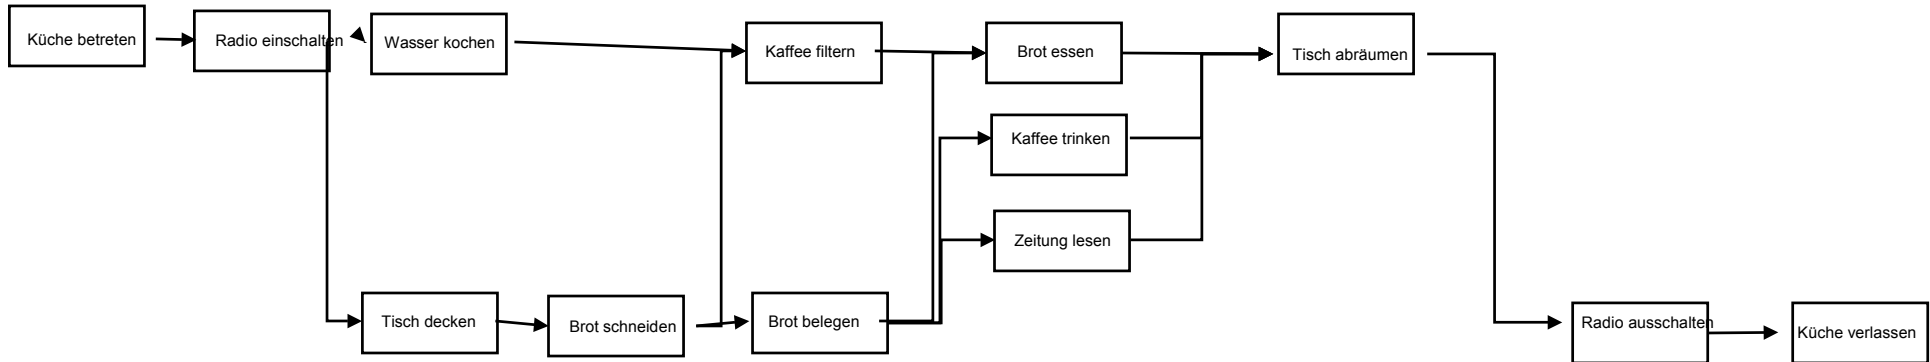 Küche betreten
Radio einschalten
Wasser kochen
Kaffee filtern
Brot essen
Tisch abräumen
Kaffee trinken
Zeitung lesen
Tisch decken
Brot schneiden
Brot belegen
Radio ausschalten
Küche verlassen